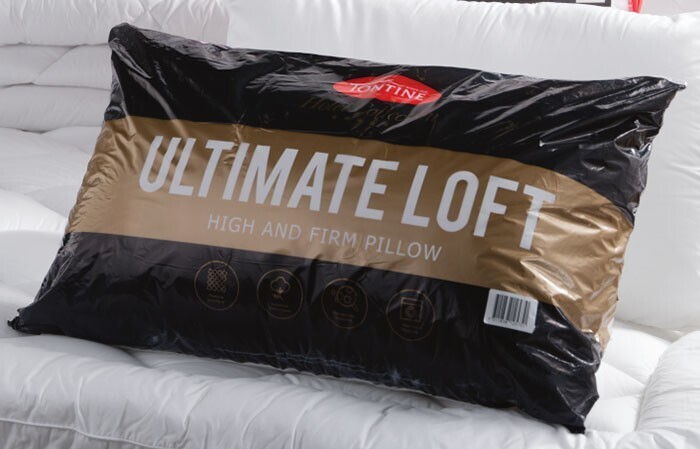 TONTINE
ULTIMATE LOFT
HIGH AND FIRM PILLOW